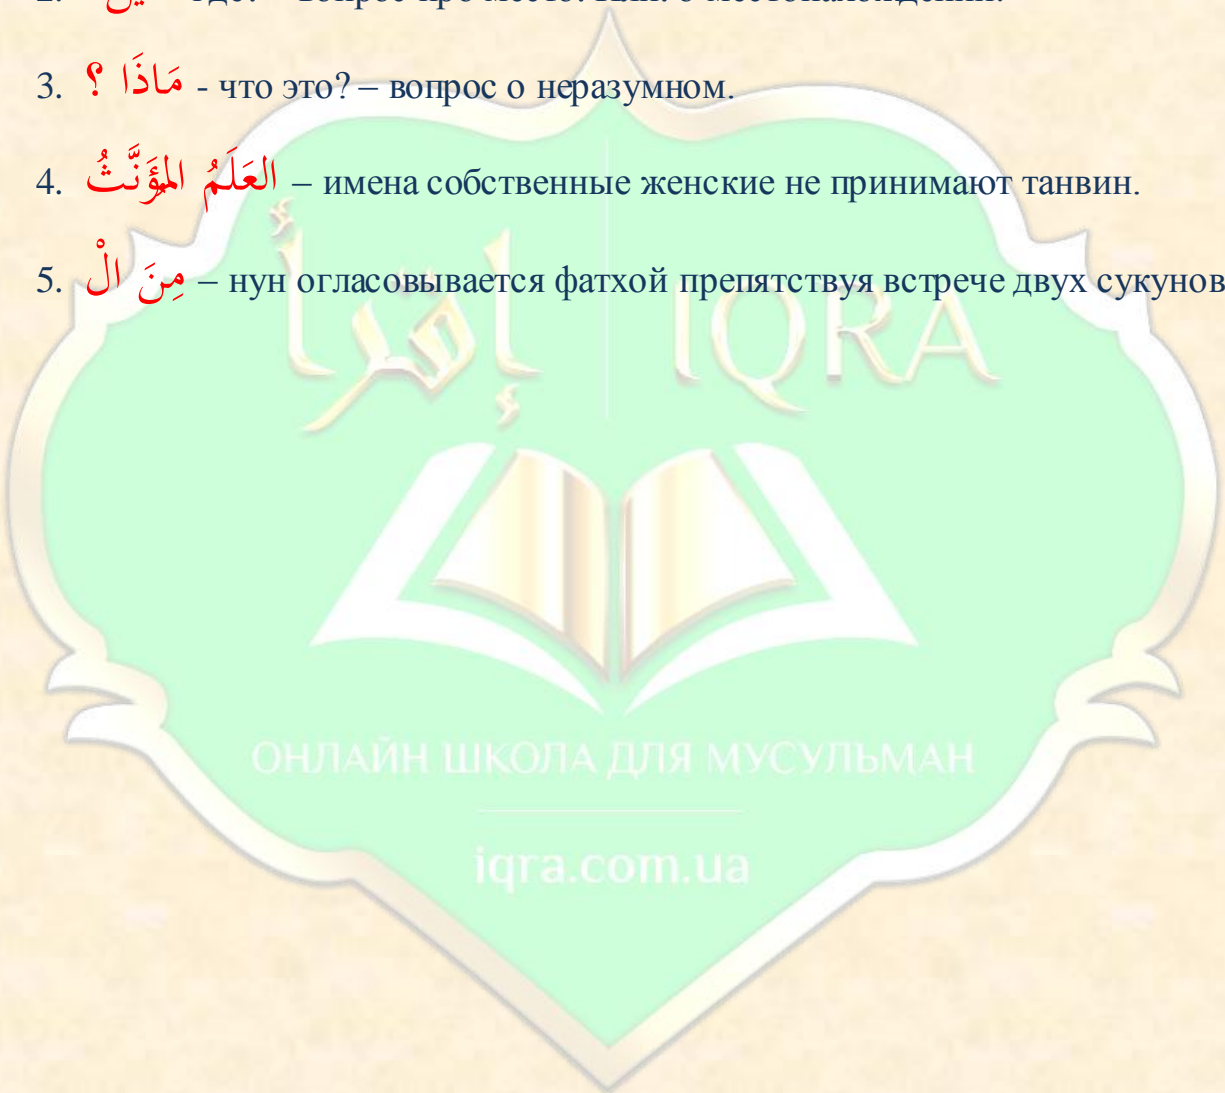 3. مَاذَا ؟ - что это? – вопрос о неразумном.
4. العَلَمُ المؤَنَّثُ – имена собственные женские не принимают танвин.
5. مِنَ الْ – нун огласовывается фатхой препятствуя встрече двух сукунов
إقرأ IQRA
ОНЛАЙН ШКОЛА ДЛЯ МУСУЛЬМАН
iqra.com.ua